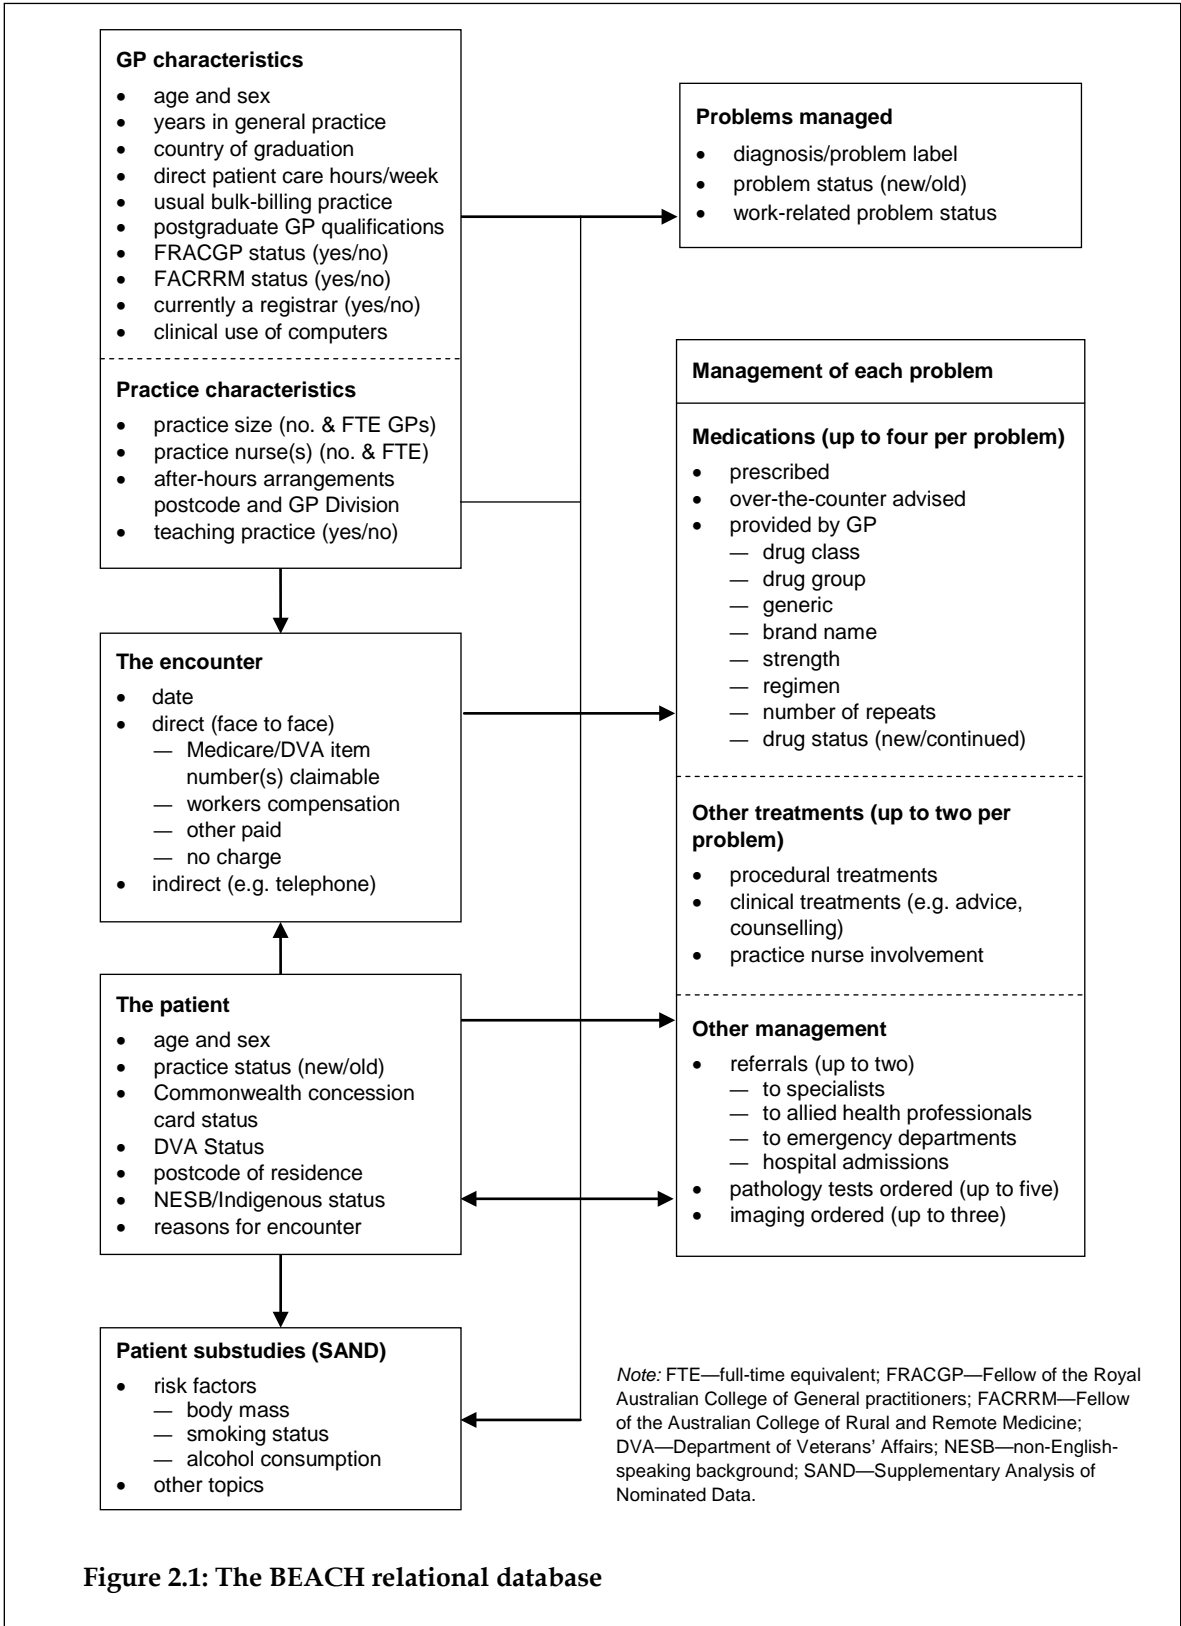 GP characteristics
• age and sex
• years in general practice
• country of graduation
• direct patient care hours/week
• usual bulk-billing practice
• postgraduate GP qualifications
• FRACGP status (yes/no)
• FACRRM status (yes/no)
• currently a registrar (yes/no)
• clinical use of computers
Practice characteristics
• practice size (no. & FTE GPs)
• practice nurse(s) (no. & FTE)
• after-hours arrangements
postcode and GP Division
• teaching practice (yes/no)
The encounter
• date
• direct (face to face)
— Medicare/DVA item
number(s) claimable
— workers compensation
— other paid
— no charge
• indirect (e.g. telephone)
The patient
• age and sex
• practice status (new/old)
• Commonwealth concession
card status
• DVA Status
• postcode of residence
• NESB/Indigenous status
• reasons for encounter
Patient substudies (SAND)
• risk factors
— body mass
— smoking status
— alcohol consumption
• other topics
Problems managed
• diagnosis/problem label
• problem status (new/old)
• work-related problem status
Management of each problem
Medications (up to four per problem)
• prescribed
• over-the-counter advised
• provided by GP
— drug class
— drug group
— generic
— brand name
— strength
— regimen
— number of repeats
— drug status (new/continued)
Other treatments (up to two per
problem)
• procedural treatments
• clinical treatments (e.g. advice,
counselling)
• practice nurse involvement
Other management
• referrals (up to two)
— to specialists
— to allied health professionals
— to emergency departments
— hospital admissions
• pathology tests ordered (up to five)
• imaging ordered (up to three)
Note: FTE—full-time equivalent; FRACGP—Fellow of the Royal
Australian College of General practitioners; FACRRM—Fellow
of the Australian College of Rural and Remote Medicine;
DVA—Department of Veterans' Affairs; NESB—non-English-
speaking background; SAND—Supplementary Analysis of
Nominated Data.
Figure 2.1: The BEACH relational database